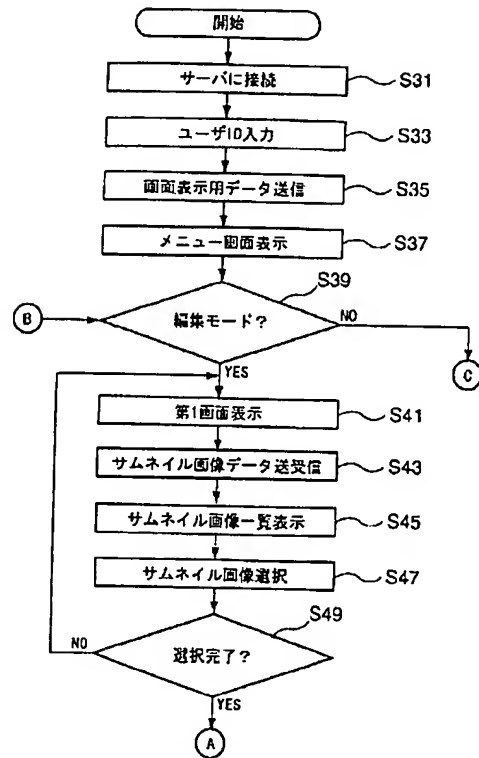 開始
サーバに接続
S31
ユーザID入力
S33
画面表示用データ送信
S35
メニュー画面表示
S37
S39
編集モード?
B
NO
C
YES
第1画面表示
S41
サムネイル画像データ送受信
S43
サムネイル画像一覧表示
S45
サムネイル画像選択
S47
S49
選択完了?
NO
YES
A